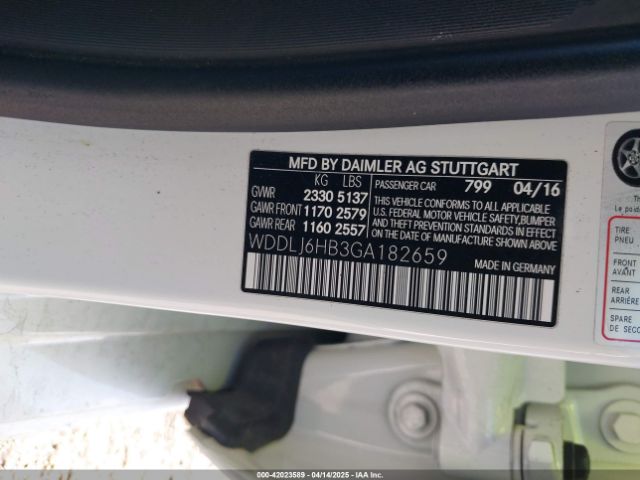 MFD BY DAIMLER AG STUTTGART
KG LBS
GVWR 2330 5137
GAWR FRONT 1170 2579
GAWR REAR 1160 2557
PASSENGER CAR 799 04/16
THIS VEHICLE CONFORMS TO ALL APPLICABLE
U.S. FEDERAL MOTOR VEHICLE SAFETY, BUMPER
AND THEFT PREVENTION STANDARDS IN EFFECT
ON THE DATE OF MANUFACTURE SHOWN ABOVE.
WDDLJ6HB3GA182659
MADE IN GERMANY
Th
Le poid
TIRE
PNEU
FRONT
AVANT
REAR
ARRIÈRE
SPARE
DE SECO
000-42023589 - 04/14/2025 - IAA Inc.